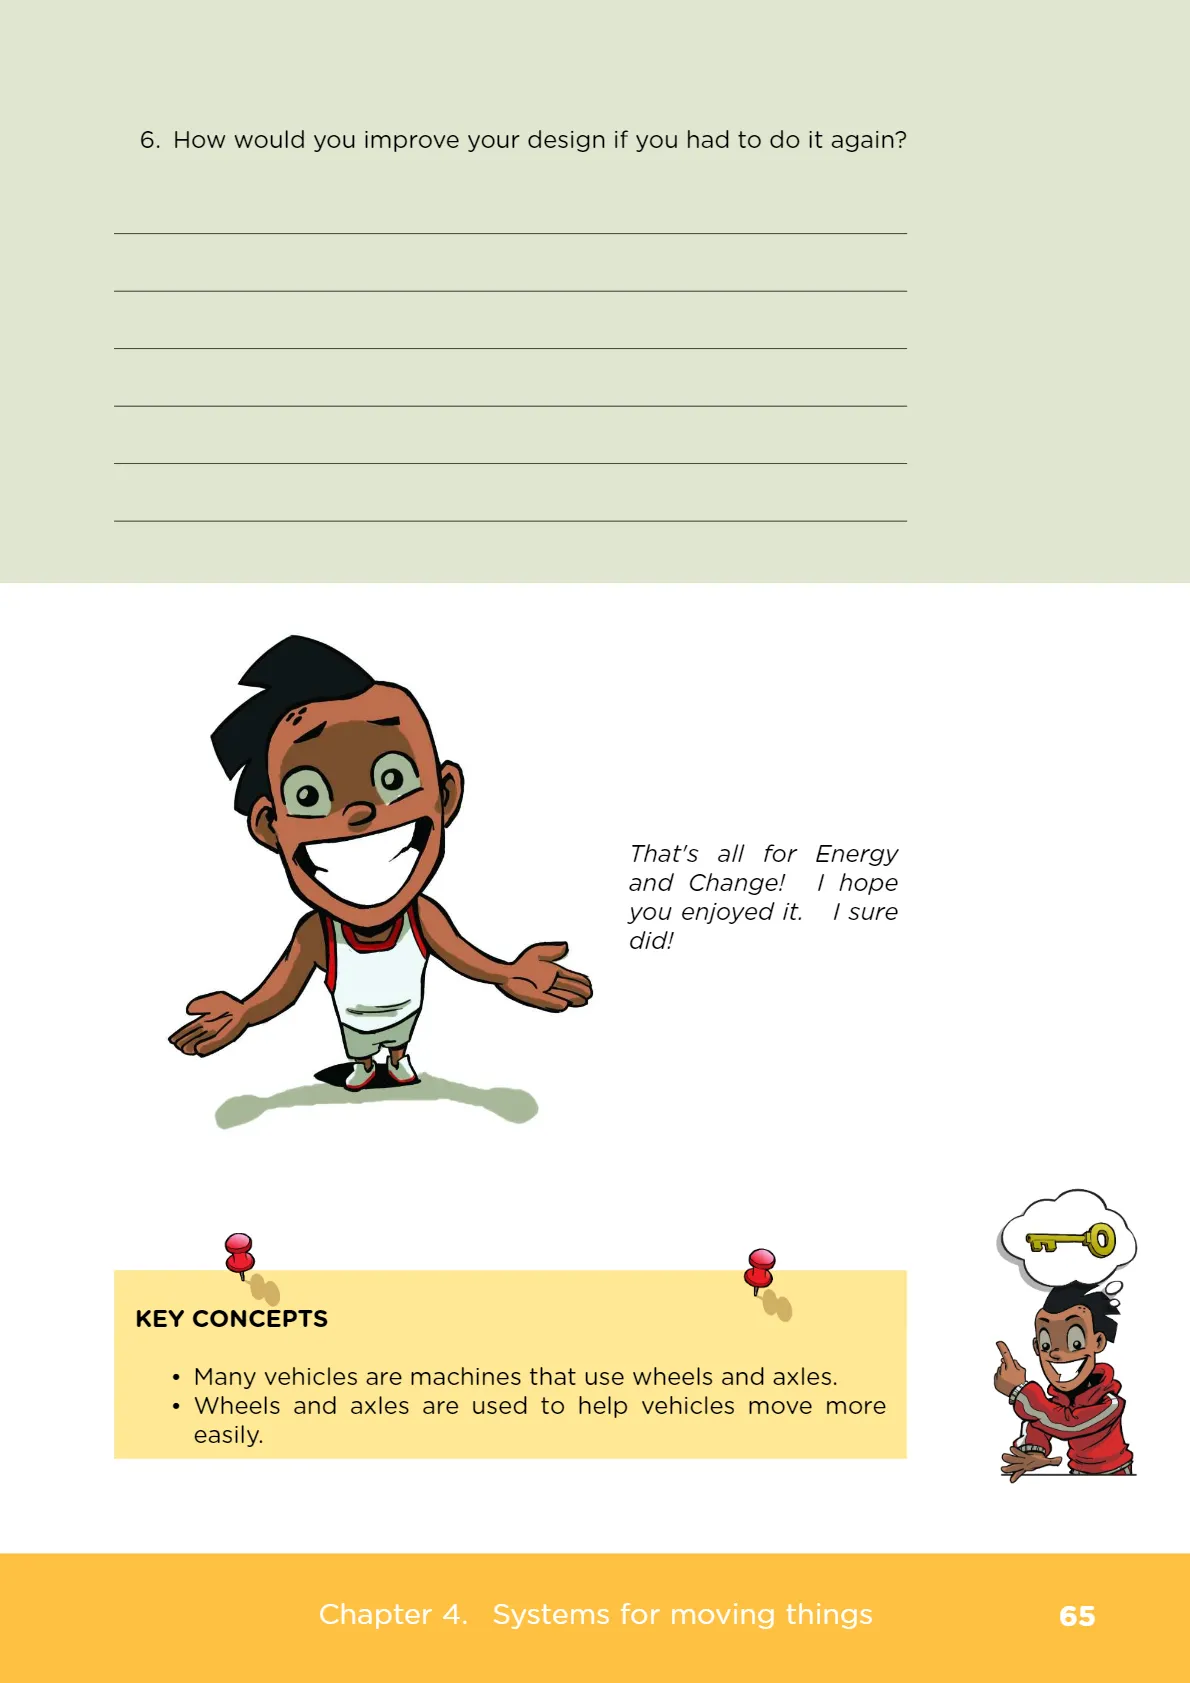 6. How would you improve your design if you had to do it again?
That's all for Energy
and Change! I hope
you enjoyed it. I sure
did!
KEY CONCEPTS
• Many vehicles are machines that use wheels and axles.
• Wheels and axles are used to help vehicles move more
easily.
Chapter 4. Systems for moving things
65